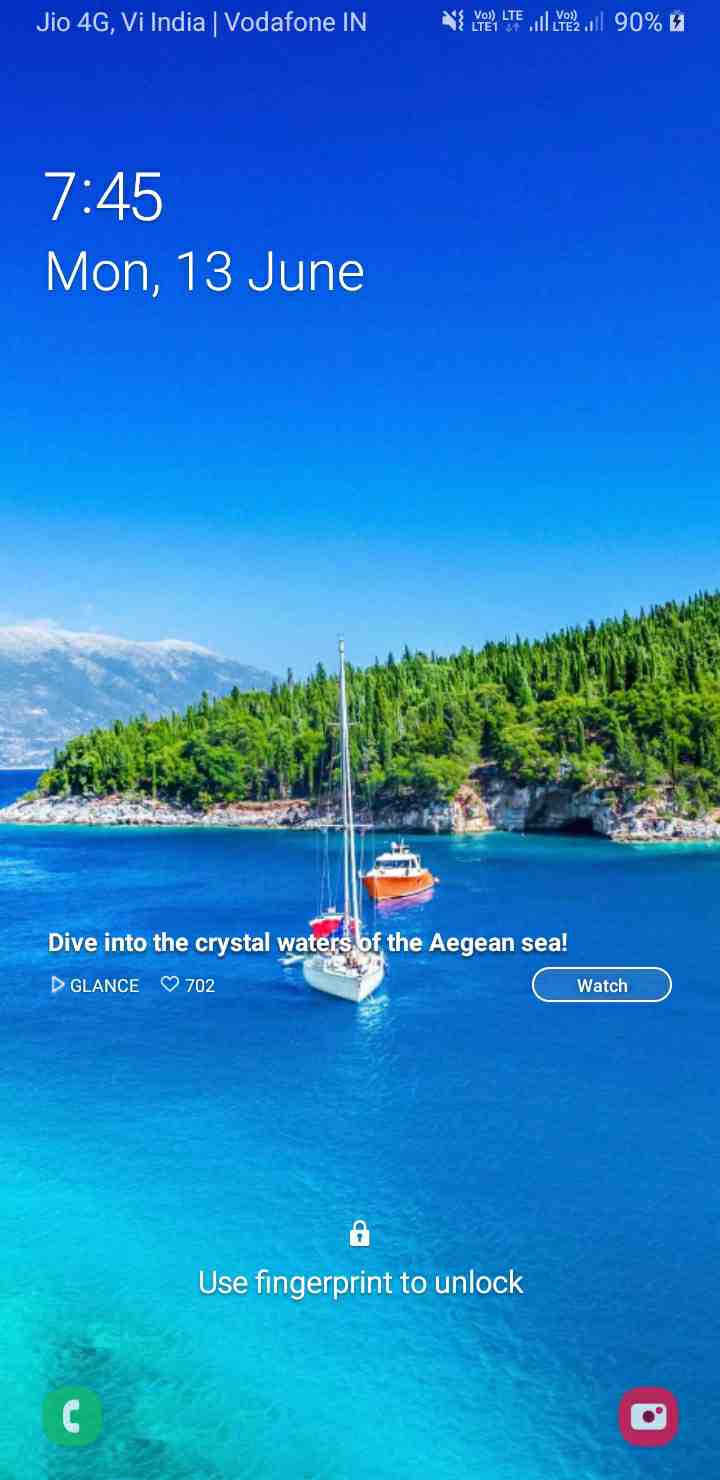 Jio 4G, Vi India | Vodafone IN Vo)) LTE1 LTE Vo)) LTE2 90%
7:45
Mon, 13 June
Dive into the crystal waters of the Aegean sea!
GLANCE 702 Watch
Use fingerprint to unlock